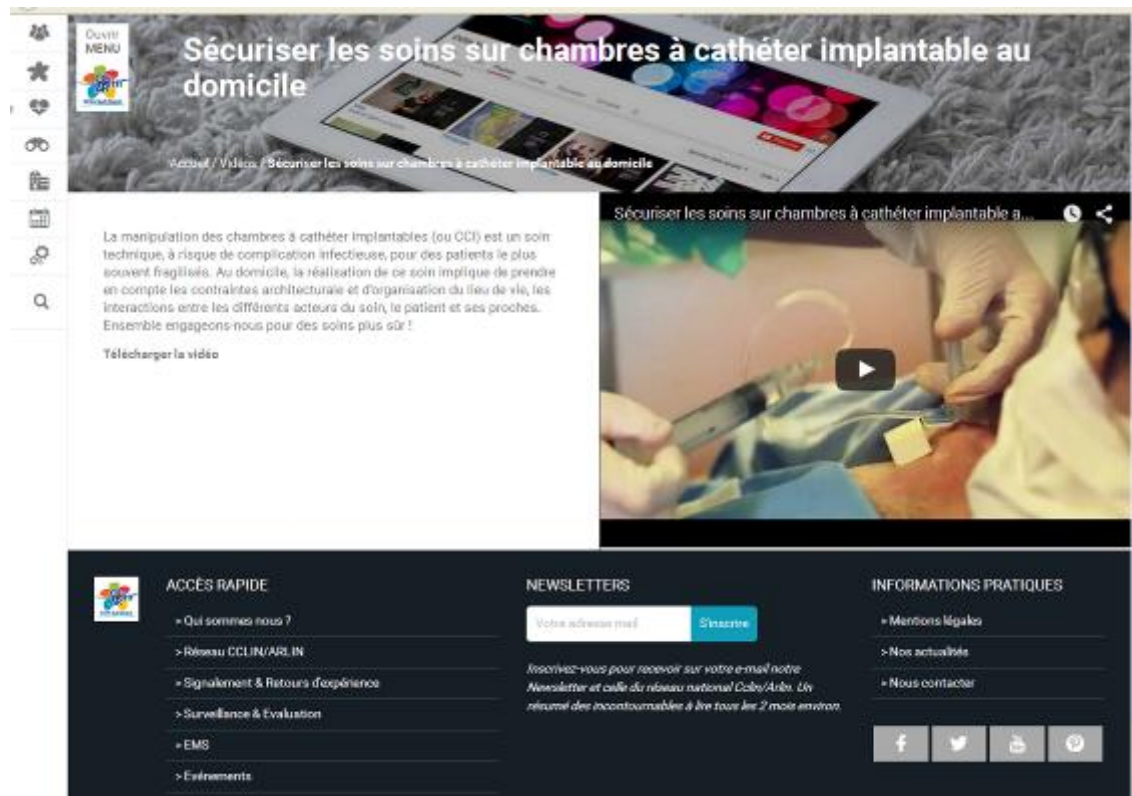 Ouvrir
MENU
Sécuriser les soins sur chambres à cathéter implantable au
domicile
Accueil / Vidéos / Sécuriser les soins sur chambres à cathéter implantable au domicile
La manipulation des chambres à cathéter implantables (ou CCI) est un soin
technique, à risque de complication infectieuse, pour des patients le plus
souvent fragilisés. Au domicile, la réalisation de ce soin implique de prendre
en compte les contraintes architecturale et d'organisation du lieu de vie, les
interactions entre les différents acteurs du soin, le patient et ses proches.
Ensemble engageons-nous pour des soins plus sûr !
Télécharger la vidéo
Sécuriser les soins sur chambres à cathéter implantable a...
ACCÈS RAPIDE
» Qui sommes nous ?
> Réseau CCLIN/ARLIN
» Signalement & Retours d'expérience
> Surveillance & Evaluation
» EMS
> Evénements
NEWSLETTERS
Votre adresse mail
S'inscrire
Inscrivez-vous pour recevoir sur votre e-mail notre
Newsletter et celle du réseau national Cclin/Arlin. Un
résumé des incontournables à lire tous les 2 mois environ.
INFORMATIONS PRATIQUES
» Mentions légales
> Nos actualités
» Nous contacter